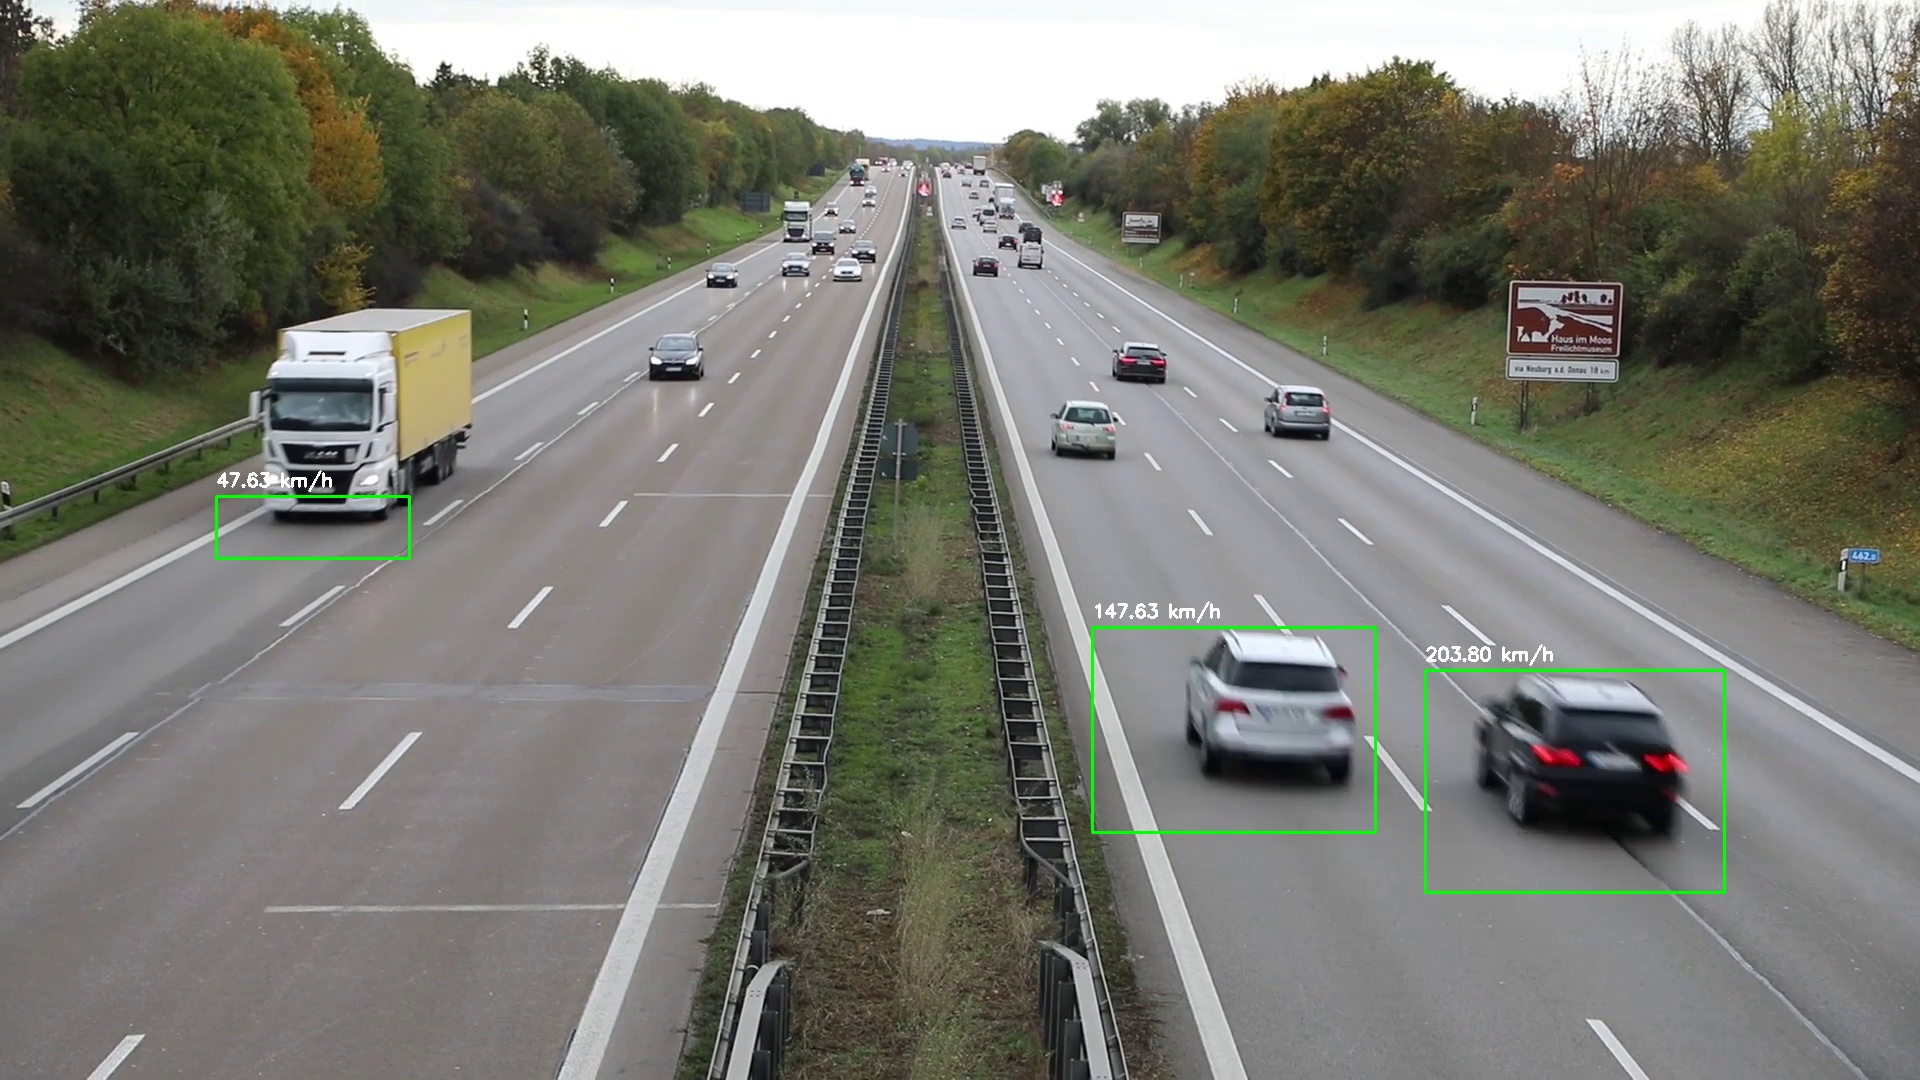 Haus im Moos
Freilichtmuseum
via Neuburg a.d. Donau 18 km
47.63 km/h
462,0
147.63 km/h
203.80 km/h